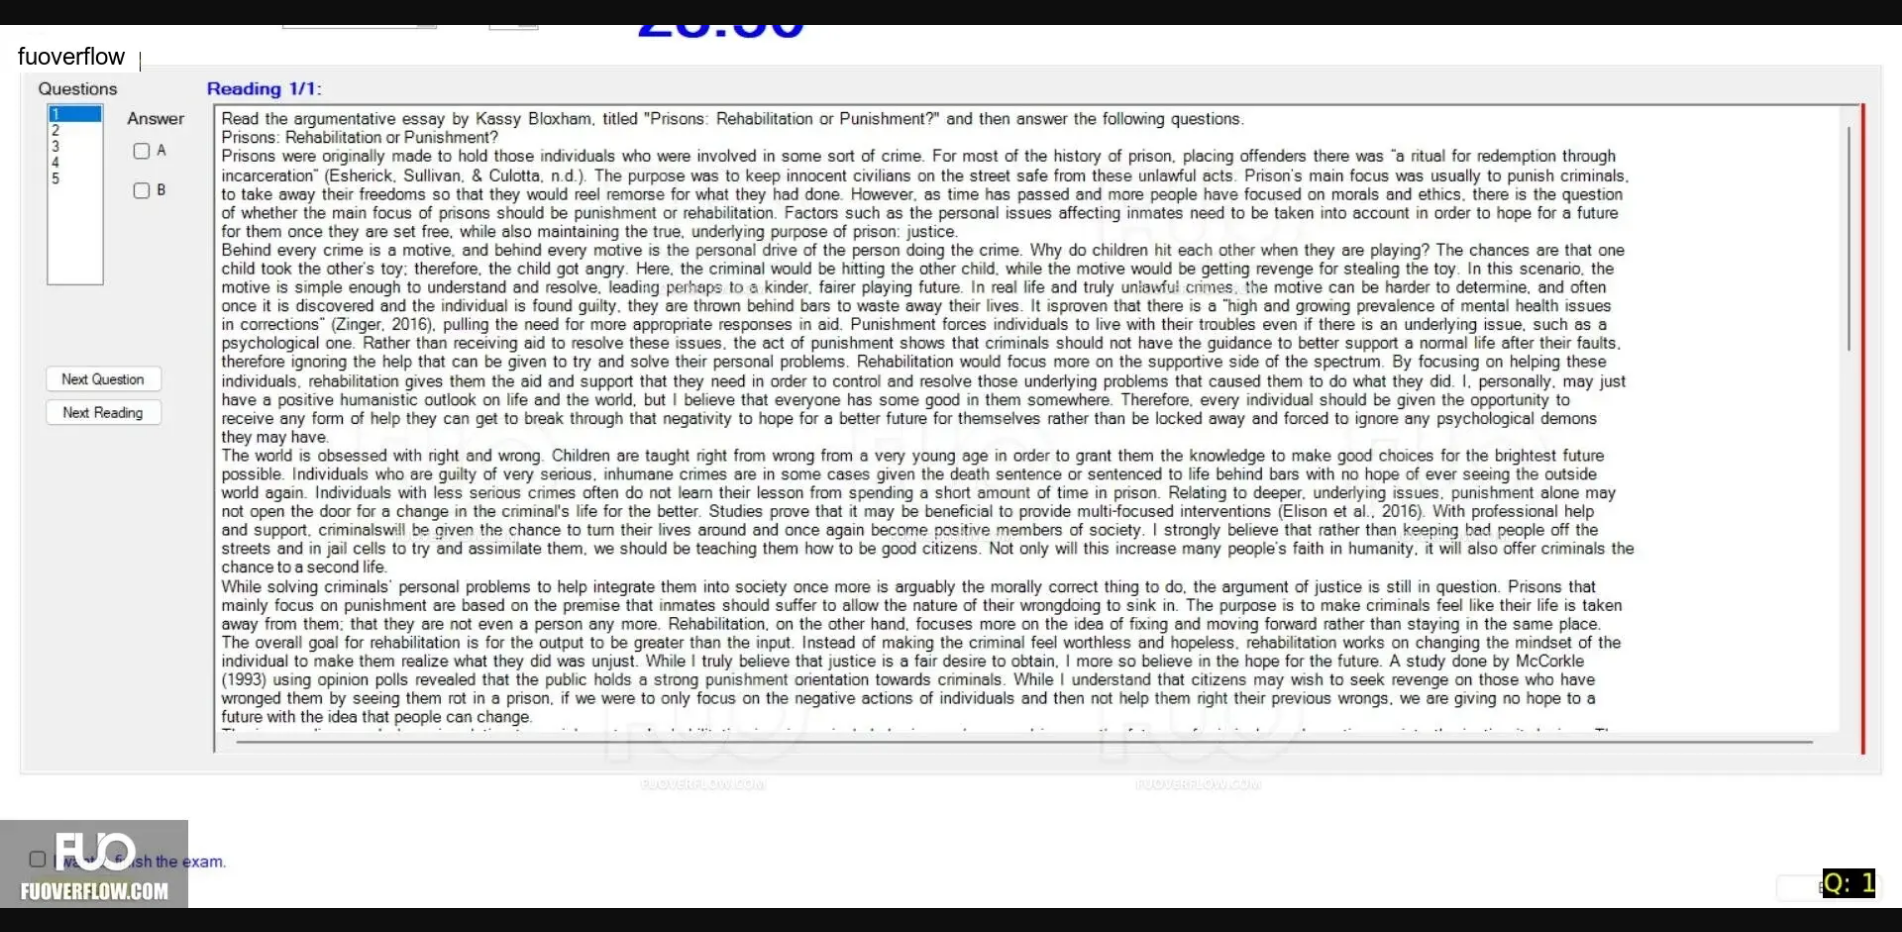 fuoverflow
Questions
Reading 1/1:
1
2
3
4
5
Answer
A
B
Next Question
Next Reading
Read the argumentative essay by Kassy Bloxham, titled "Prisons: Rehabilitation or Punishment?" and then answer the following questions.
Prisons: Rehabilitation or Punishment?
Prisons were originally made to hold those individuals who were involved in some sort of crime. For most of the history of prison, placing offenders there was "a ritual for redemption through
incarceration" (Esherick, Sullivan, & Culotta, n.d.). The purpose was to keep innocent civilians on the street safe from these unlawful acts. Prison's main focus was usually to punish criminals,
to take away their freedoms so that they would reel remorse for what they had done. However, as time has passed and more people have focused on morals and ethics, there is the question
of whether the main focus of prisons should be punishment or rehabilitation. Factors such as the personal issues affecting inmates need to be taken into account in order to hope for a future
for them once they are set free, while also maintaining the true, underlying purpose of prison: justice.
Behind every crime is a motive, and behind every motive is the personal drive of the person doing the crime. Why do children hit each other when they are playing? The chances are that one
child took the other's toy; therefore, the child got angry. Here, the criminal would be hitting the other child, while the motive would be getting revenge for stealing the toy. In this scenario, the
motive is simple enough to understand and resolve, leading perhaps to a kinder, fairer playing future. In real life and truly unlawful crimes, the motive can be harder to determine, and often
once it is discovered and the individual is found guilty, they are thrown behind bars to waste away their lives. It isproven that there is a "high and growing prevalence of mental health issues
in corrections" (Zinger, 2016), pulling the need for more appropriate responses in aid. Punishment forces individuals to live with their troubles even if there is an underlying issue, such as a
psychological one. Rather than receiving aid to resolve these issues, the act of punishment shows that criminals should not have the guidance to better support a normal life after their faults,
therefore ignoring the help that can be given to try and solve their personal problems. Rehabilitation would focus more on the supportive side of the spectrum. By focusing on helping these
individuals, rehabilitation gives them the aid and support that they need in order to control and resolve those underlying problems that caused them to do what they did. I, personally, may just
have a positive humanistic outlook on life and the world, but I believe that everyone has some good in them somewhere. Therefore, every individual should be given the opportunity to
receive any form of help they can get to break through that negativity to hope for a better future for themselves rather than be locked away and forced to ignore any psychological demons
they may have.
The world is obsessed with right and wrong. Children are taught right from wrong from a very young age in order to grant them the knowledge to make good choices for the brightest future
possible. Individuals who are guilty of very serious, inhumane crimes are in some cases given the death sentence or sentenced to life behind bars with no hope of ever seeing the outside
world again. Individuals with less serious crimes often do not learn their lesson from spending a short amount of time in prison. Relating to deeper, underlying issues, punishment alone may
not open the door for a change in the criminal's life for the better. Studies prove that it may be beneficial to provide multi-focused interventions (Elison et al., 2016). With professional help
and support, criminalswill be given the chance to turn their lives around and once again become positive members of society. I strongly believe that rather than keeping bad people off the
streets and in jail cells to try and assimilate them, we should be teaching them how to be good citizens. Not only will this increase many people's faith in humanity, it will also offer criminals the
chance to a second life.
While solving criminals' personal problems to help integrate them into society once more is arguably the morally correct thing to do, the argument of justice is still in question. Prisons that
mainly focus on punishment are based on the premise that inmates should suffer to allow the nature of their wrongdoing to sink in. The purpose is to make criminals feel like their life is taken
away from them; that they are not even a person any more. Rehabilitation, on the other hand, focuses more on the idea of fixing and moving forward rather than staying in the same place.
The overall goal for rehabilitation is for the output to be greater than the input. Instead of making the criminal feel worthless and hopeless, rehabilitation works on changing the mindset of the
individual to make them realize what they did was unjust. While I truly believe that justice is a fair desire to obtain, I more so believe in the hope for the future. A study done by McCorkle
(1993) using opinion polls revealed that the public holds a strong punishment orientation towards criminals. While I understand that citizens may wish to seek revenge on those who have
wronged them by seeing them rot in a prison, if we were to only focus on the negative actions of individuals and then not help them right their previous wrongs, we are giving no hope to a
future with the idea that people can change.
FUOVERFLOW.COM
FUOVERFLOW.COM
FUO
the exam.
FUOVERFLOW.COM
Q: 1